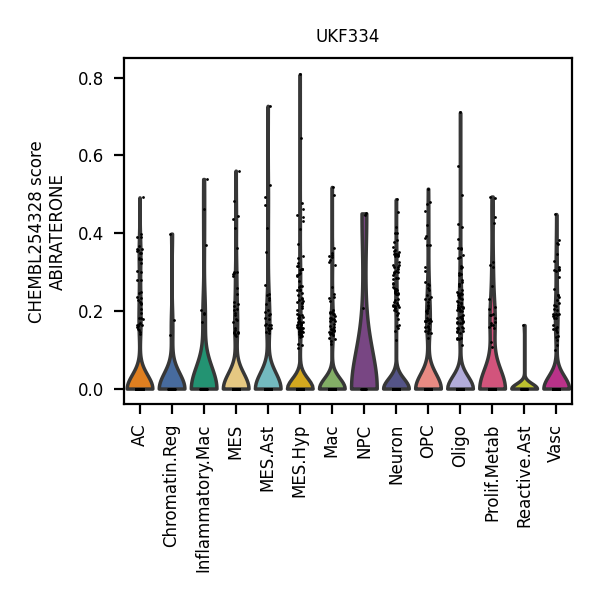 UKF334
CHEMBL254328 score
ABIRATERONE
0.8
0.6
0.4
0.2
0.0
AC
Chromatin.Reg
Inflammatory.Mac
MES
MES.Ast
MES.Hyp
Mac
NPC
Neuron
OPC
Oligo
Prolif.Metab
Reactive.Ast
Vasc